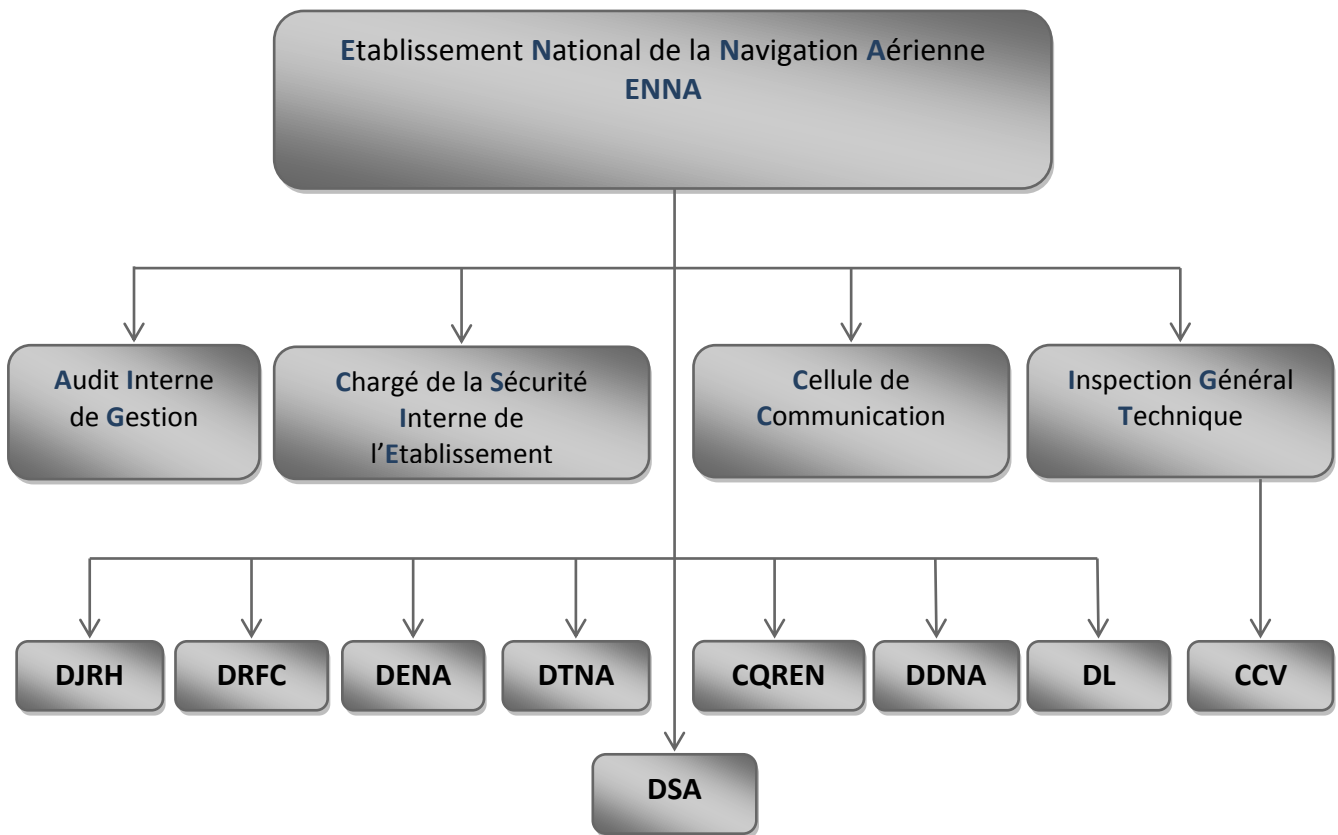 Etablissement National de la Navigation Aérienne
ENNA
Audit Interne
de Gestion
Chargé de la Sécurité
Interne de
l'Etablissement
Cellule de
Communication
Inspection Général
Technique
DJRH
DRFC
DENA
DTNA
CQREN
DDNA
DL
CCV
DSA